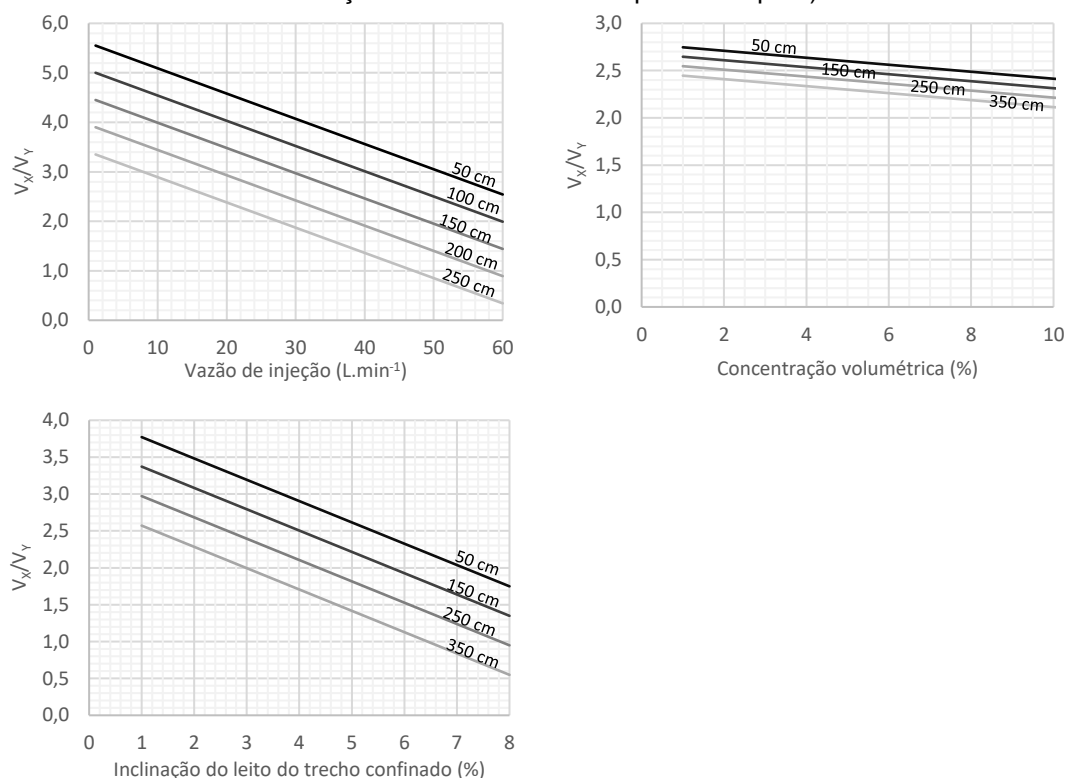 6,0
5,0
4,0
3,0
2,0
1,0
0,0
V_X/V_Y
50 cm
100 cm
150 cm
200 cm
250 cm
0 10 20 30 40 50 60
Vazão de injeção (L.min⁻¹)
3,0
2,5
2,0
1,5
1,0
0,5
0,0
V_X/V_Y
50 cm
150 cm
250 cm
350 cm
0 2 4 6 8 10
Concentração volumétrica (%)
4,0
3,5
3,0
2,5
2,0
1,5
1,0
0,5
0,0
V_X/V_Y
50 cm
150 cm
250 cm
350 cm
0 1 2 3 4 5 6 7 8
Inclinação do leito do trecho confinado (%)